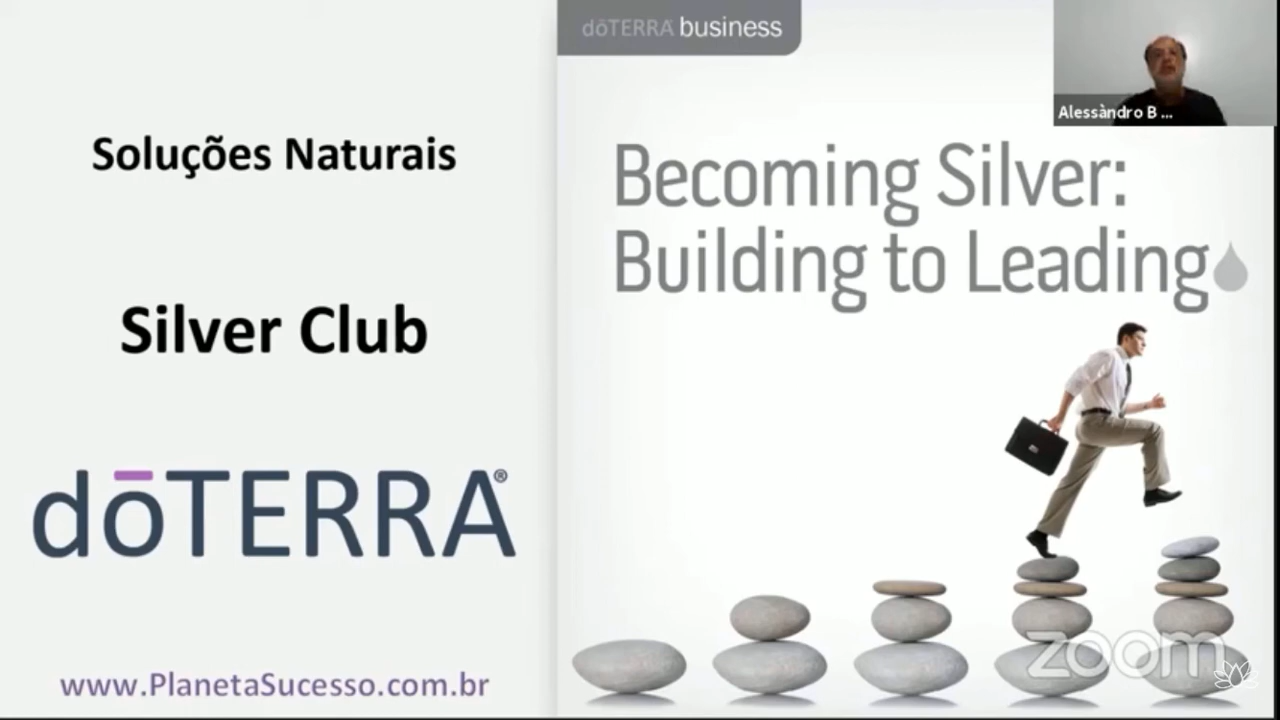 Soluções Naturais
Silver Club
dōTERRA®
www.PlanetaSucesso.com.br
dōTERRA business
Becoming Silver:
Building to Leading
Alessàndro B ...
zoom